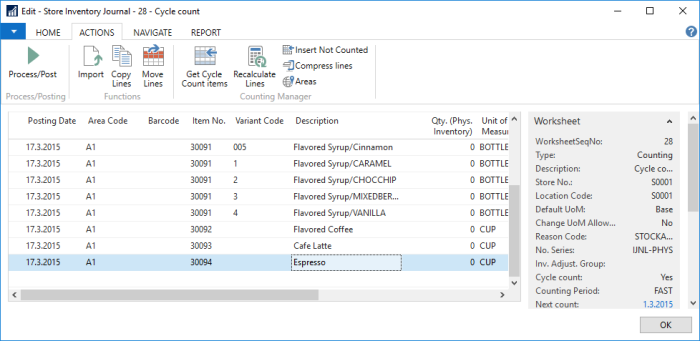 Edit - Store Inventory Journal - 28 - Cycle count
HOME ACTIONS NAVIGATE REPORT
Process/Post
Import
Copy Lines
Move Lines
Get Cycle Count items
Recalculate Lines
Insert Not Counted
Compress lines
Areas
Process/Posting Functions Counting Manager
Posting Date Area Code Barcode Item No. Variant Code Description Qty. (Phys. Inventory) Unit of Measur
17.3.2015 A1 30091 005 Flavored Syrup/Cinnamon 0 BOTTLE
17.3.2015 A1 30091 1 Flavored Syrup/CARAMEL 0 BOTTLE
17.3.2015 A1 30091 2 Flavored Syrup/CHOCCHIP 0 BOTTLE
17.3.2015 A1 30091 3 Flavored Syrup/MIXEDBER... 0 BOTTLE
17.3.2015 A1 30091 4 Flavored Syrup/VANILLA 0 BOTTLE
17.3.2015 A1 30092 Flavored Coffee 0 CUP
17.3.2015 A1 30093 Cafe Latte 0 CUP
17.3.2015 A1 30094 Espresso 0 CUP
Worksheet
WorksheetSeqNo: 28
Type: Counting
Description: Cycle co...
Store No.: S0001
Location Code: S0001
Default UoM: Base
Change UoM Allow... No
Reason Code: STOCKA...
No. Series: IJNL-PHYS
Inv. Adjust. Group:
Cycle count: Yes
Counting Period: FAST
Next count: 1.3.2015
OK